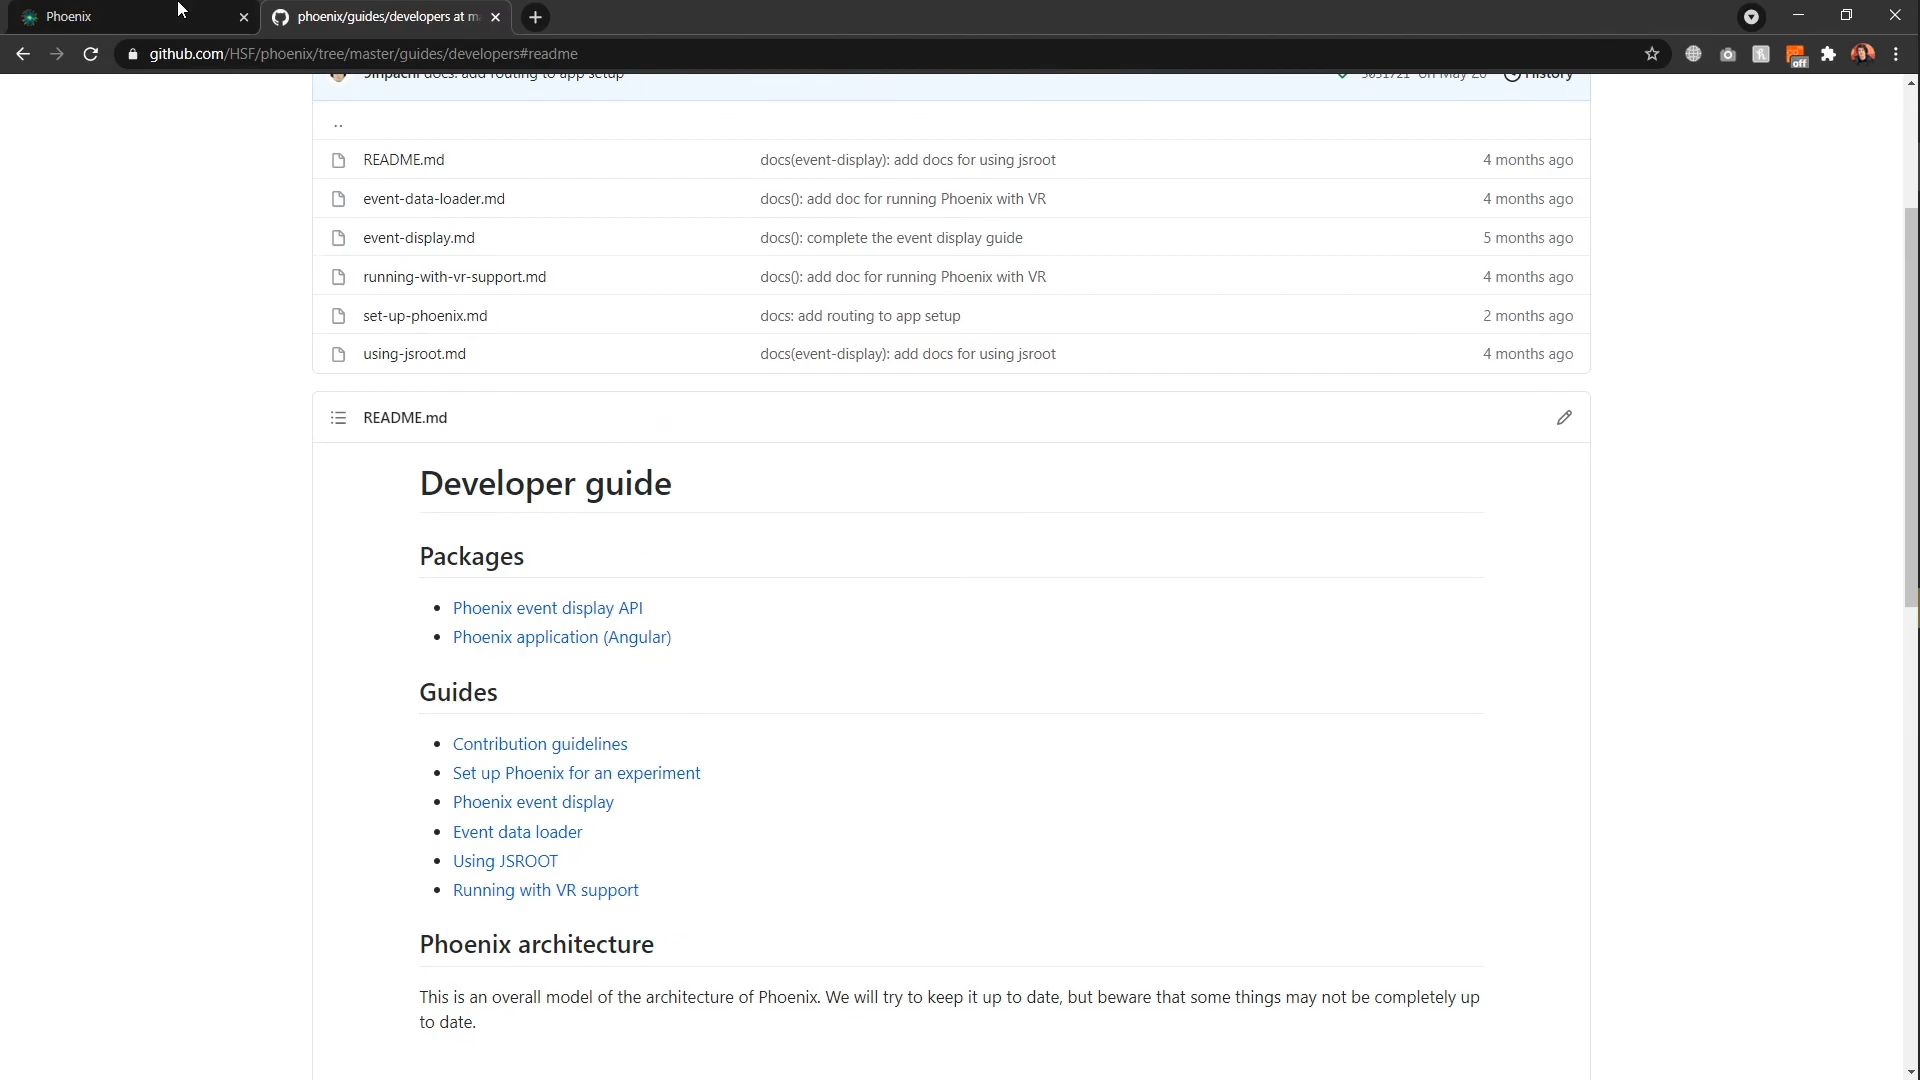 Phoenix
phoenix/guides/developers at ma
github.com/HSF/phoenix/tree/master/guides/developers#readme
off
docs: add routing to app setup
History
..
README.md docs(event-display): add docs for using jsroot 4 months ago
event-data-loader.md docs(): add doc for running Phoenix with VR 4 months ago
event-display.md docs(): complete the event display guide 5 months ago
running-with-vr-support.md docs(): add doc for running Phoenix with VR 4 months ago
set-up-phoenix.md docs: add routing to app setup 2 months ago
using-jsroot.md docs(event-display): add docs for using jsroot 4 months ago
README.md
Developer guide
Packages
Phoenix event display API
Phoenix application (Angular)
Guides
Contribution guidelines
Set up Phoenix for an experiment
Phoenix event display
Event data loader
Using JSROOT
Running with VR support
Phoenix architecture
This is an overall model of the architecture of Phoenix. We will try to keep it up to date, but beware that some things may not be completely up
to date.